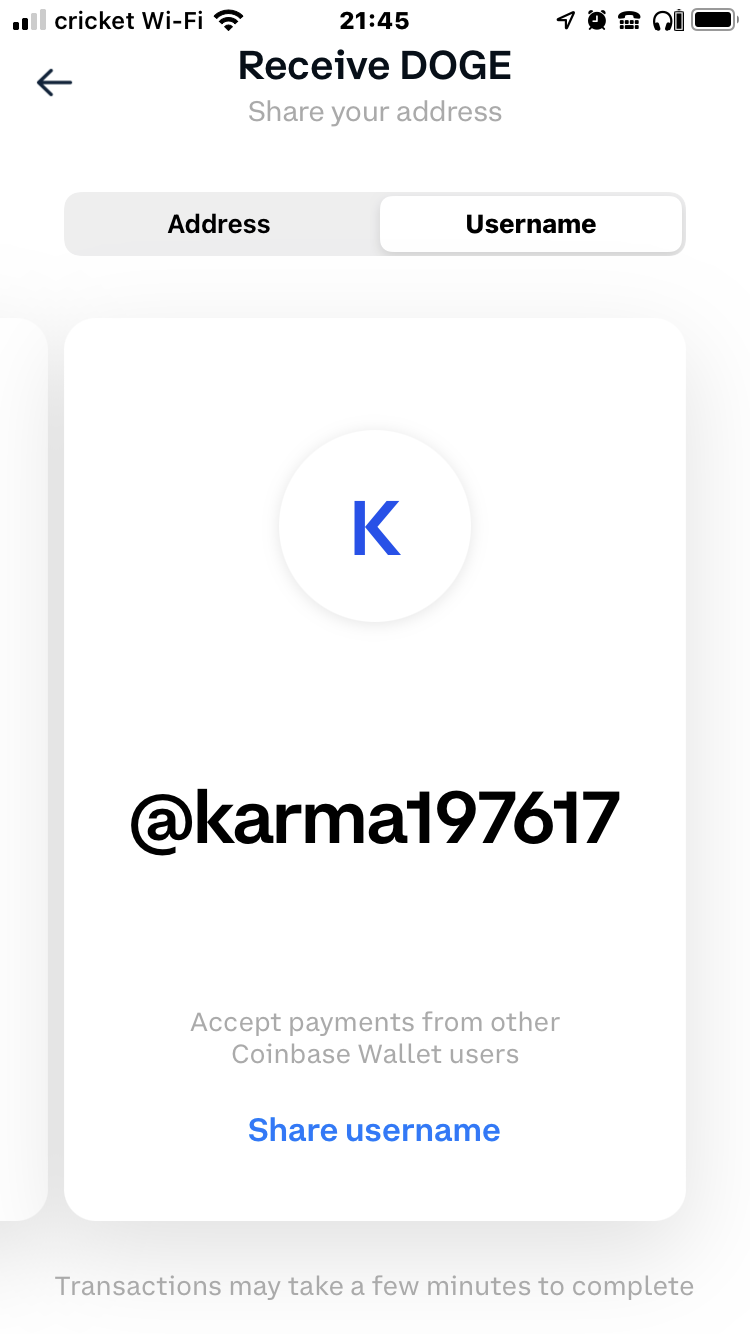 cricket Wi-Fi 21:45
Receive DOGE
Share your address
Address Username
K
@karma197617
Accept payments from other
Coinbase Wallet users
Share username
Transactions may take a few minutes to complete